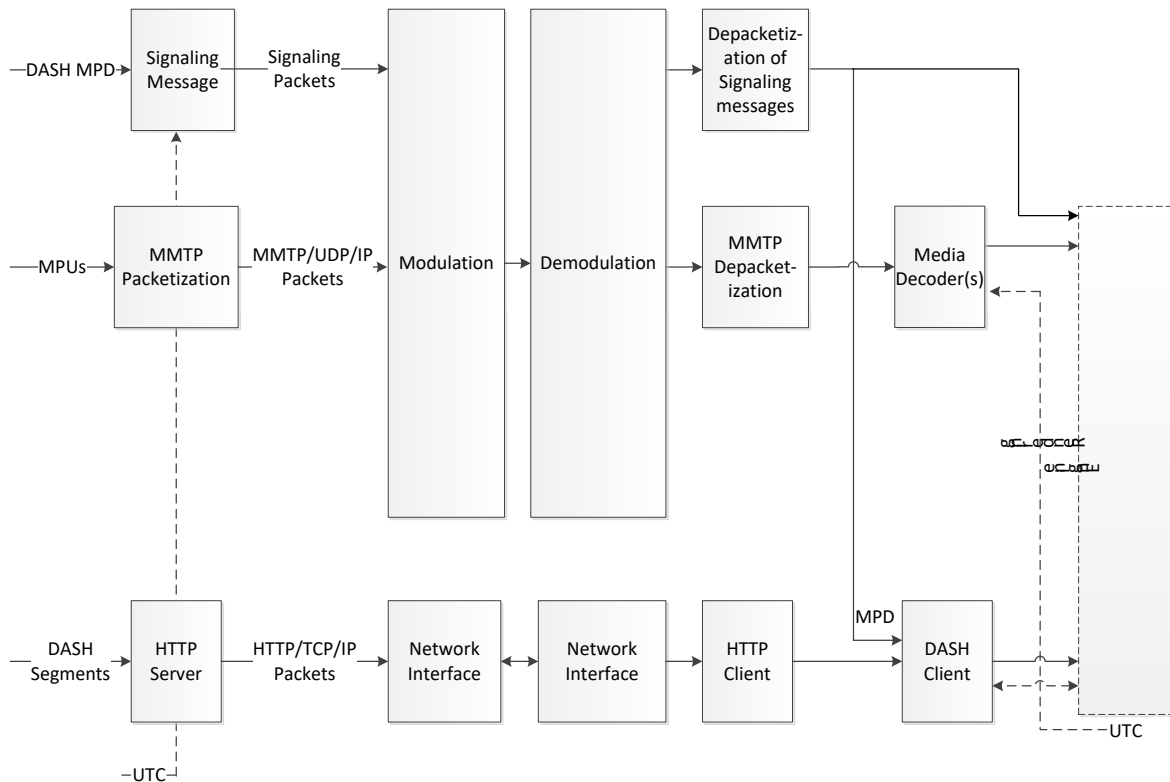 DASH MPD
Signaling
Message
Signaling
Packets
Depacketiz-
ation of
Signaling
messages
MPUs
MMTP
Packetization
MMTP/UDP/IP
Packets
Modulation
Demodulation
MMTP
Depacket-
ization
Media
Decoder(s)
MPD
DASH
Segments
HTTP
Server
HTTP/TCP/IP
Packets
Network
Interface
Network
Interface
HTTP
Client
DASH
Client
UTC
UTC